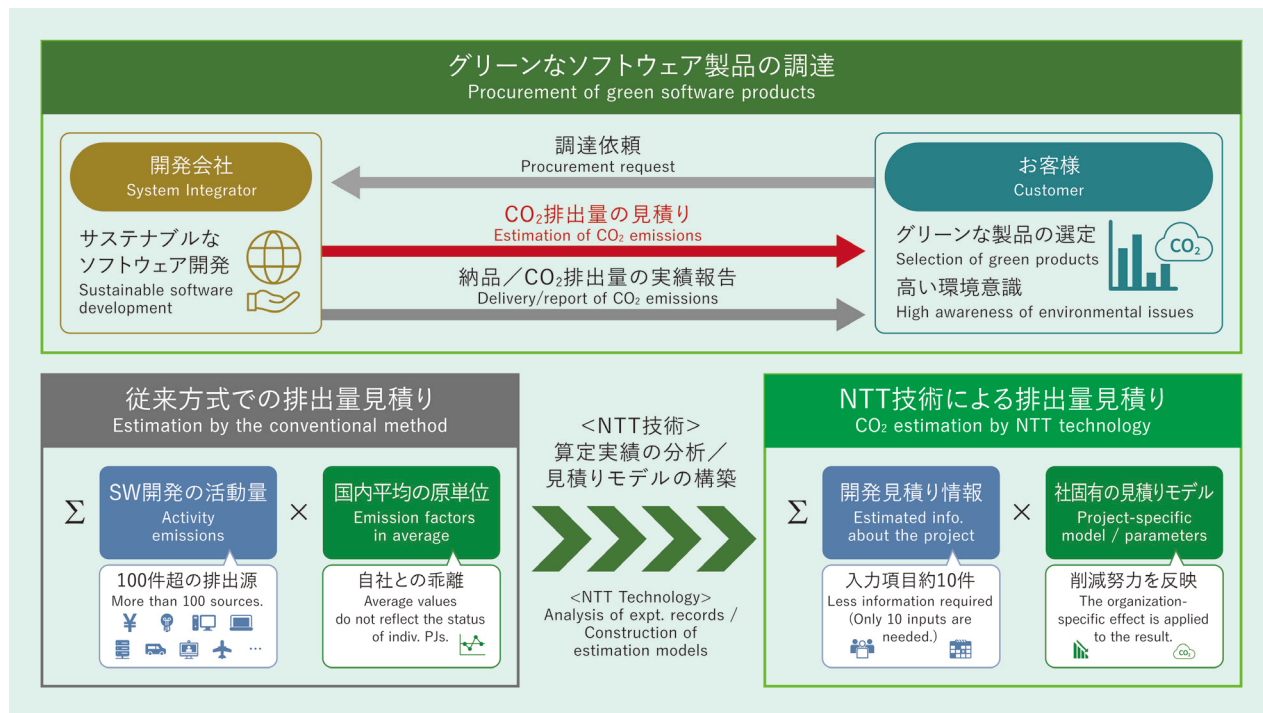 グリーンなソフトウェア製品の調達
Procurement of green software products
開発会社
System Integrator
サステナブルな
ソフトウェア開発
Sustainable software
development
調達依頼
Procurement request
CO₂排出量の見積り
Estimation of CO₂ emissions
納品／CO₂排出量の実績報告
Delivery/report of CO₂ emissions
お客様
Customer
グリーンな製品の選定
Selection of green products
高い環境意識
High awareness of environmental issues
CO₂
従来方式での排出量見積り
Estimation by the conventional method
Σ
SW開発の活動量
Activity
emissions
×
国内平均の原単位
Emission factors
in average
100件超の排出源
More than 100 sources.
¥
…
自社との乖離
Average values
do not reflect the status
of indiv. PJs.
<NTT技術>
算定実績の分析／
見積りモデルの構築
<NTT Technology>
Analysis of expt. records /
Construction of
estimation models
NTT技術による排出量見積り
CO₂ estimation by NTT technology
Σ
開発見積り情報
Estimated info.
about the project
×
社固有の見積りモデル
Project-specific
model / parameters
入力項目約10件
Less information required
(Only 10 inputs are
needed.)
削減努力を反映
The organization-
specific effect is applied
to the result.
CO₂